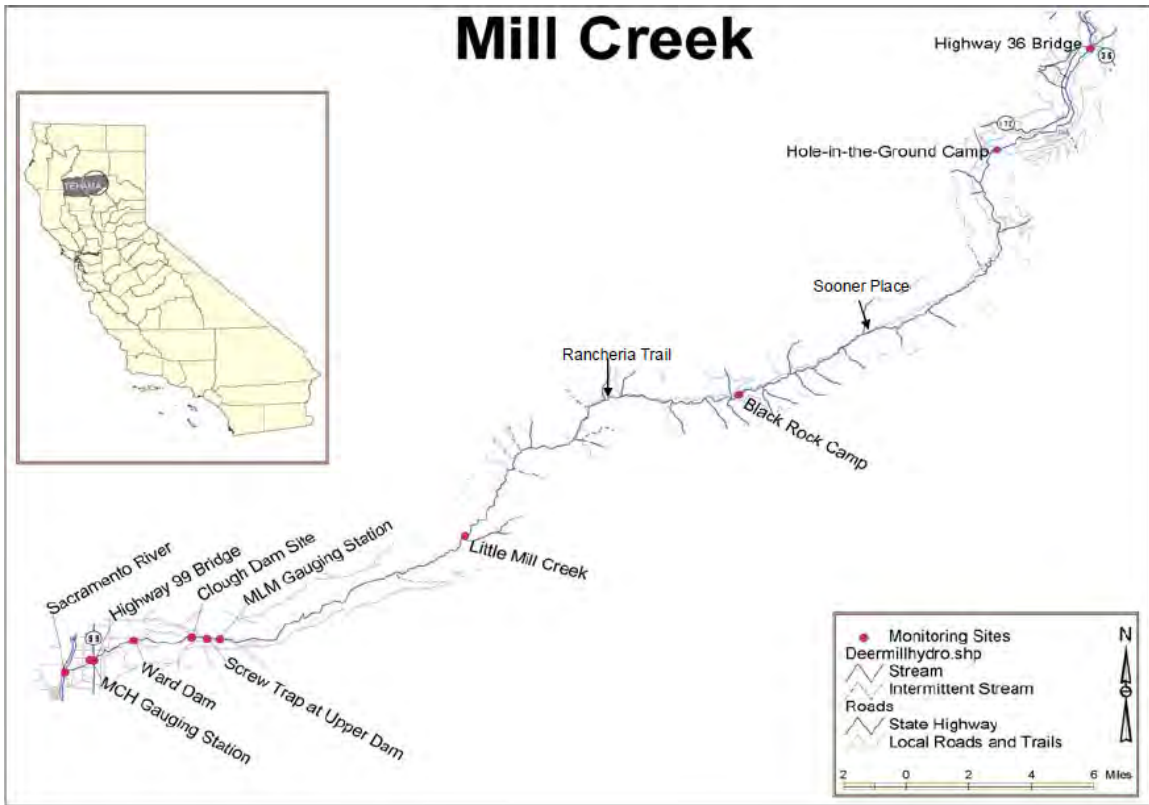 Mill Creek
Highway 36 Bridge
36
172
Hole-in-the-Ground Camp
TEHAMA
Sooner Place
Rancheria Trail
Black Rock Camp
Little Mill Creek
Sacramento River
Highway 99 Bridge
Clough Dam Site
MLM Gauging Station
99
Screw Trap at Upper Dam
Ward Dam
MCH Gauging Station
Monitoring Sites
Deermillhydro.shp
Stream
Intermittent Stream
Roads
State Highway
Local Roads and Trails
N
2 0 2 4 6 Miles